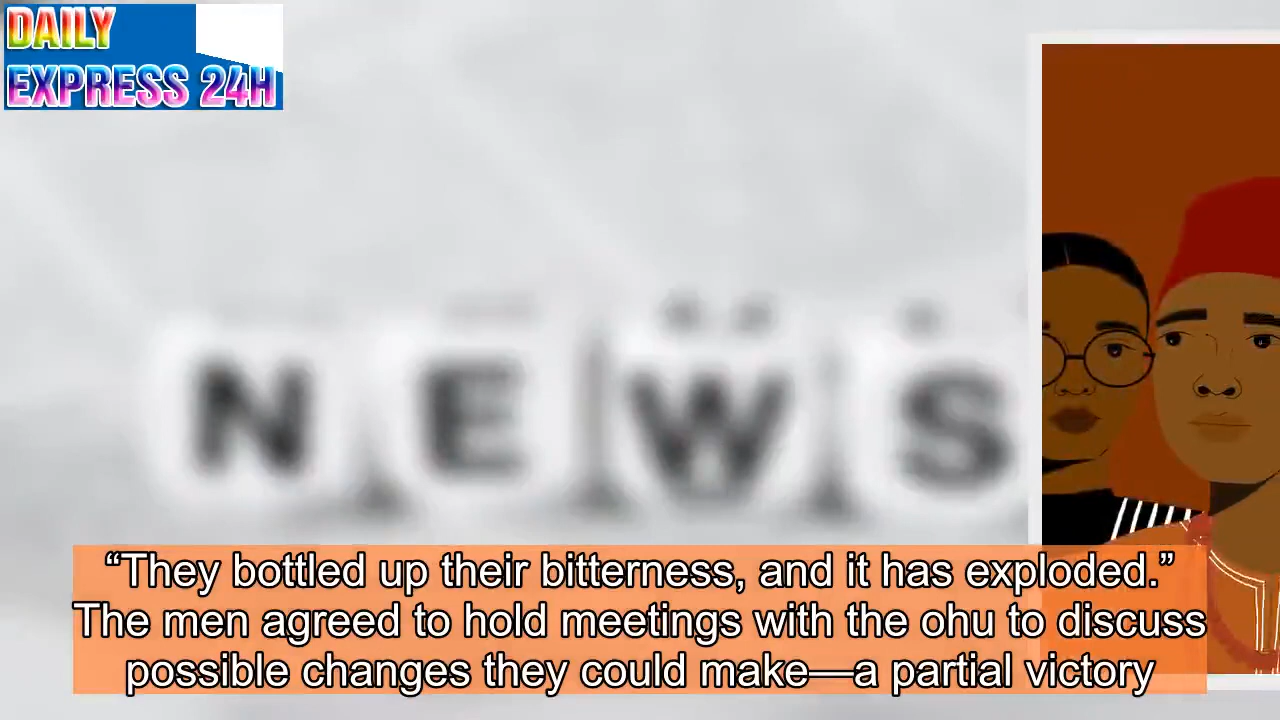 DAILY
EXPRESS 24H
NEWS
“They bottled up their bitterness, and it has exploded.”
The men agreed to hold meetings with the ohu to discuss
possible changes they could make—a partial victory